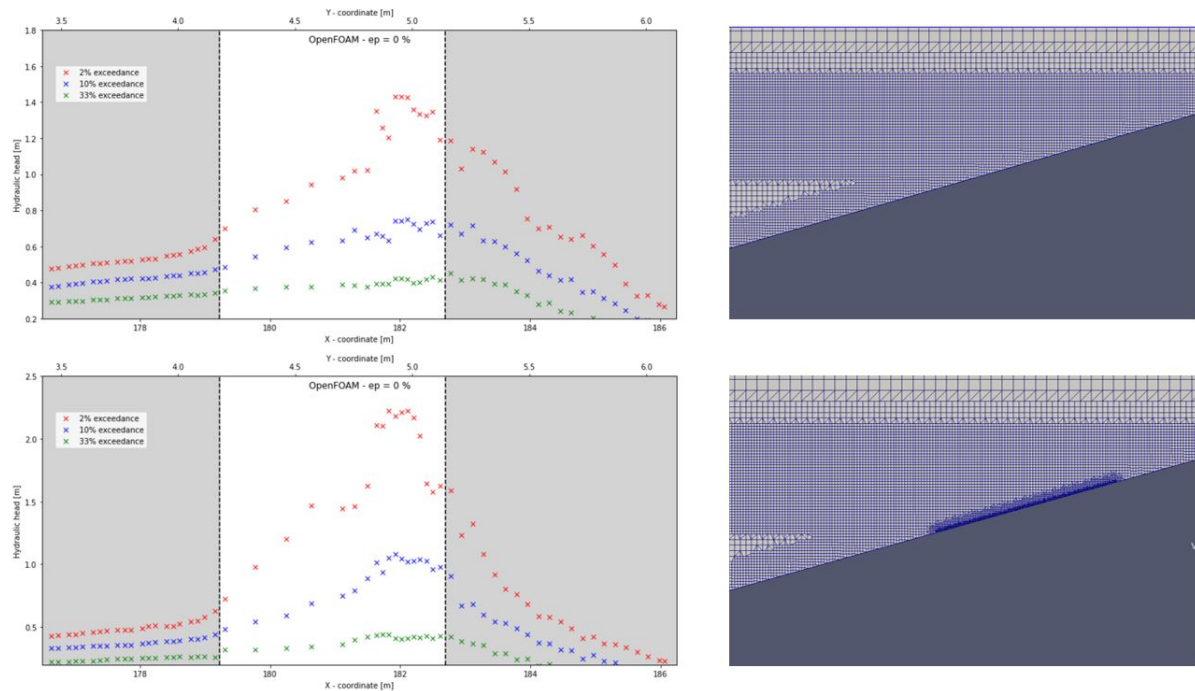 Y - coordinate [m]
3.5 4.0 4.5 5.0 5.5 6.0
OpenFOAM - ep = 0 %
2% exceedance
10% exceedance
33% exceedance
Hydraulic head [m]
1.8
1.6
1.4
1.2
1.0
0.8
0.6
0.4
0.2
178 180 182 184 186
X - coordinate [m]
Y - coordinate [m]
3.5 4.0 4.5 5.0 5.5 6.0
OpenFOAM - ep = 0 %
2% exceedance
10% exceedance
33% exceedance
Hydraulic head [m]
2.5
2.0
1.5
1.0
0.5
178 180 182 184 186
X - coordinate [m]